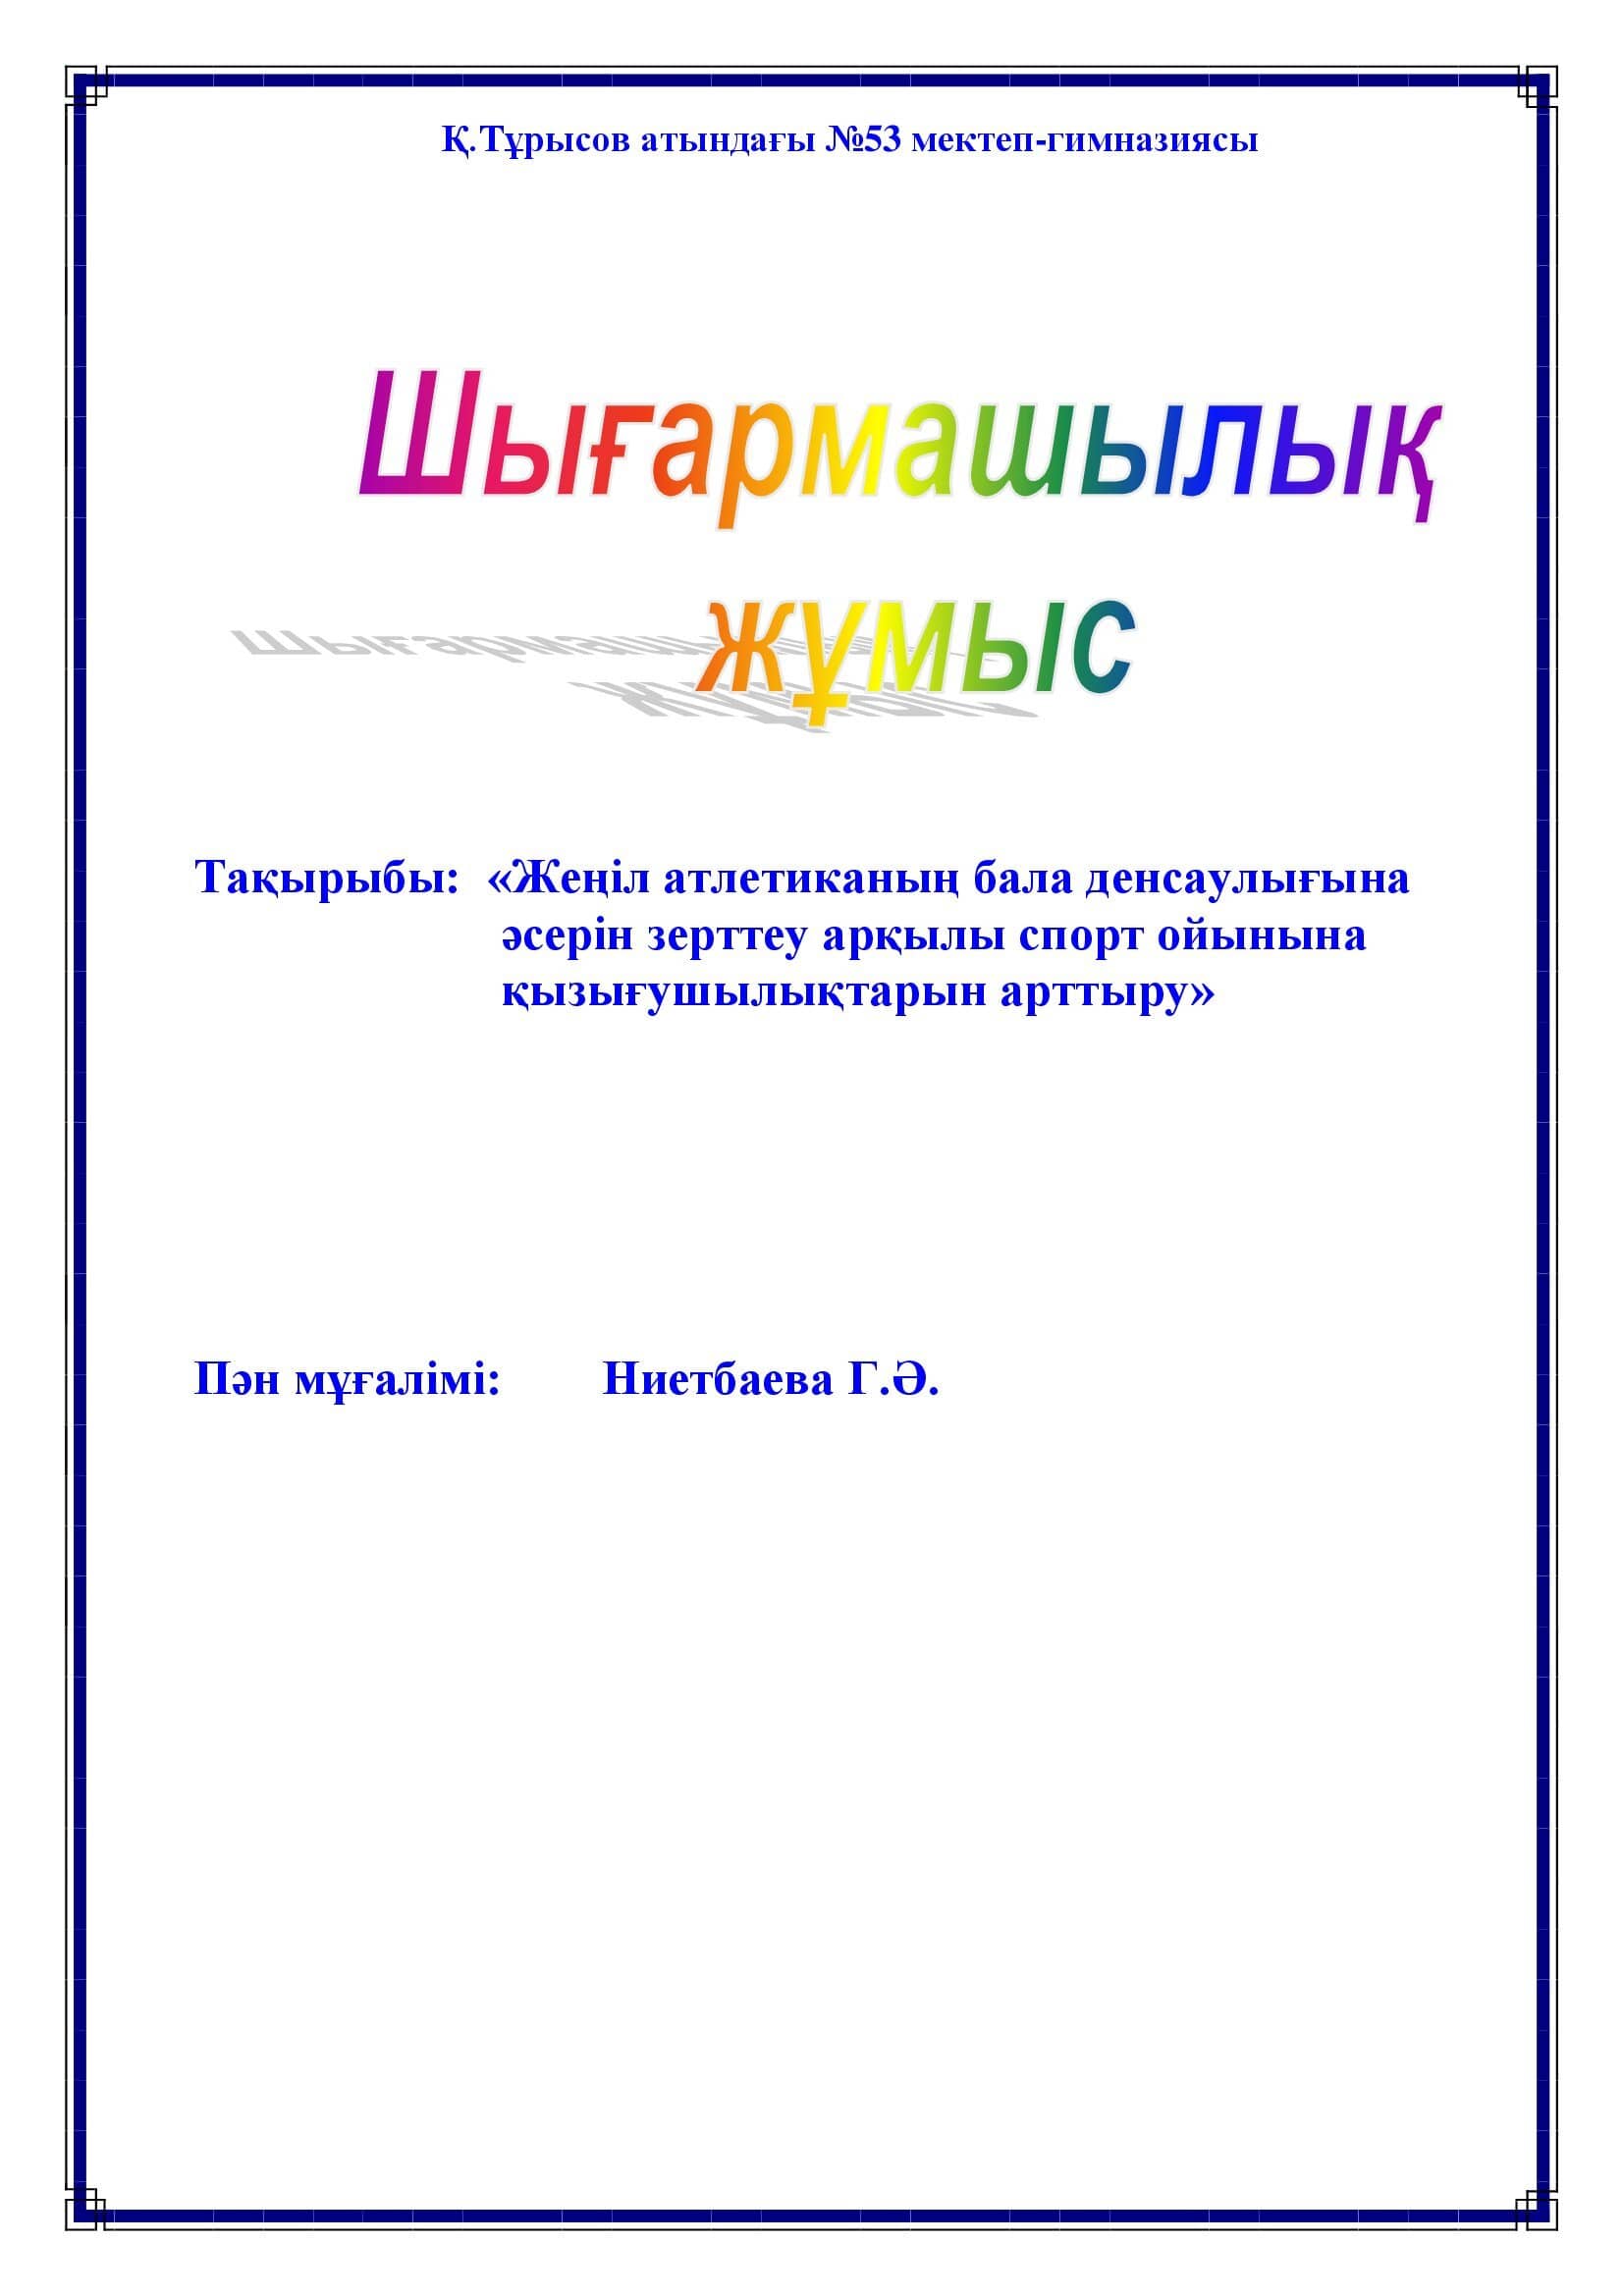 Қ.Тұрысов атындағы №53 мектеп-гимназиясы
Шығармашылық
жұмыс
Тақырыбы: «Жеңіл атлетиканың бала денсаулығына
әсерін зерттеу арқылы спорт ойынына
қызығушылықтарын арттыру»
Пән мұғалімі: Ниетбаева Г.Ә.